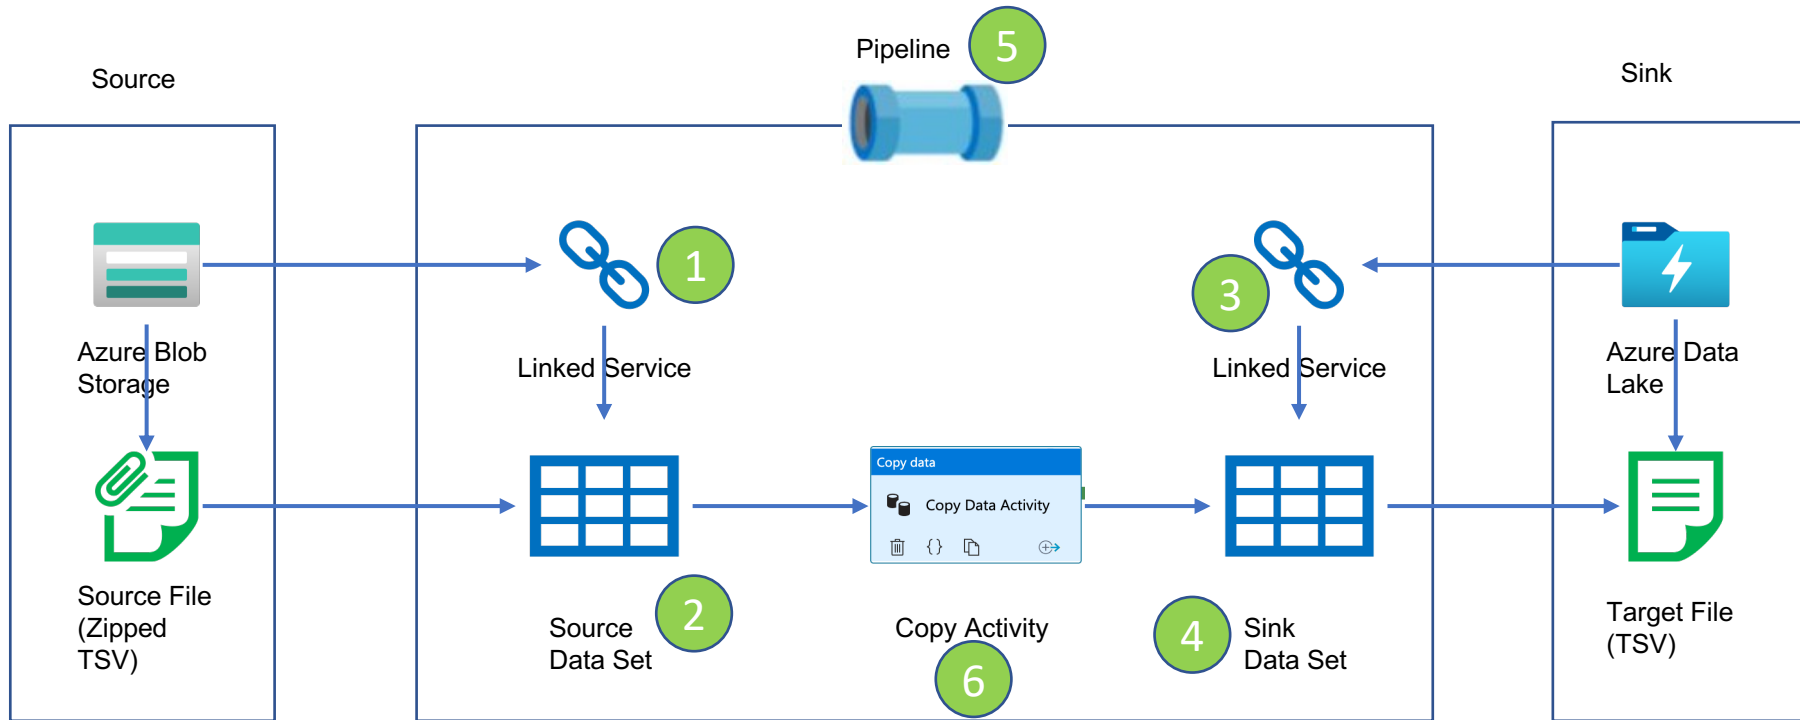 Pipeline
5
Source
Sink
1
3
Azure Blob
Storage
Linked Service
Linked Service
Azure Data
Lake
Copy data
Copy Data Activity
{}
Source File
(Zipped
TSV)
Source
Data Set
2
Copy Activity
6
4
Sink
Data Set
Target File
(TSV)